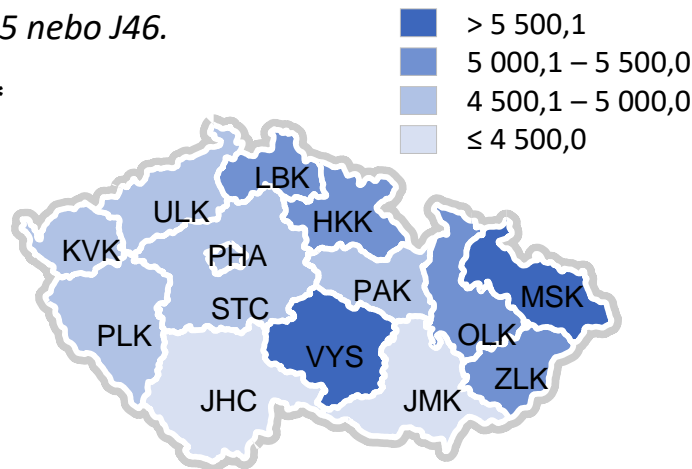 5 nebo J46.
*
> 5 500,1
5 000,1 – 5 500,0
4 500,1 – 5 000,0
≤ 4 500,0
LBK
ULK
HKK
KVK
PHA
PAK
MSK
STC
PLK
OLK
VYS
ZLK
JHC
JMK